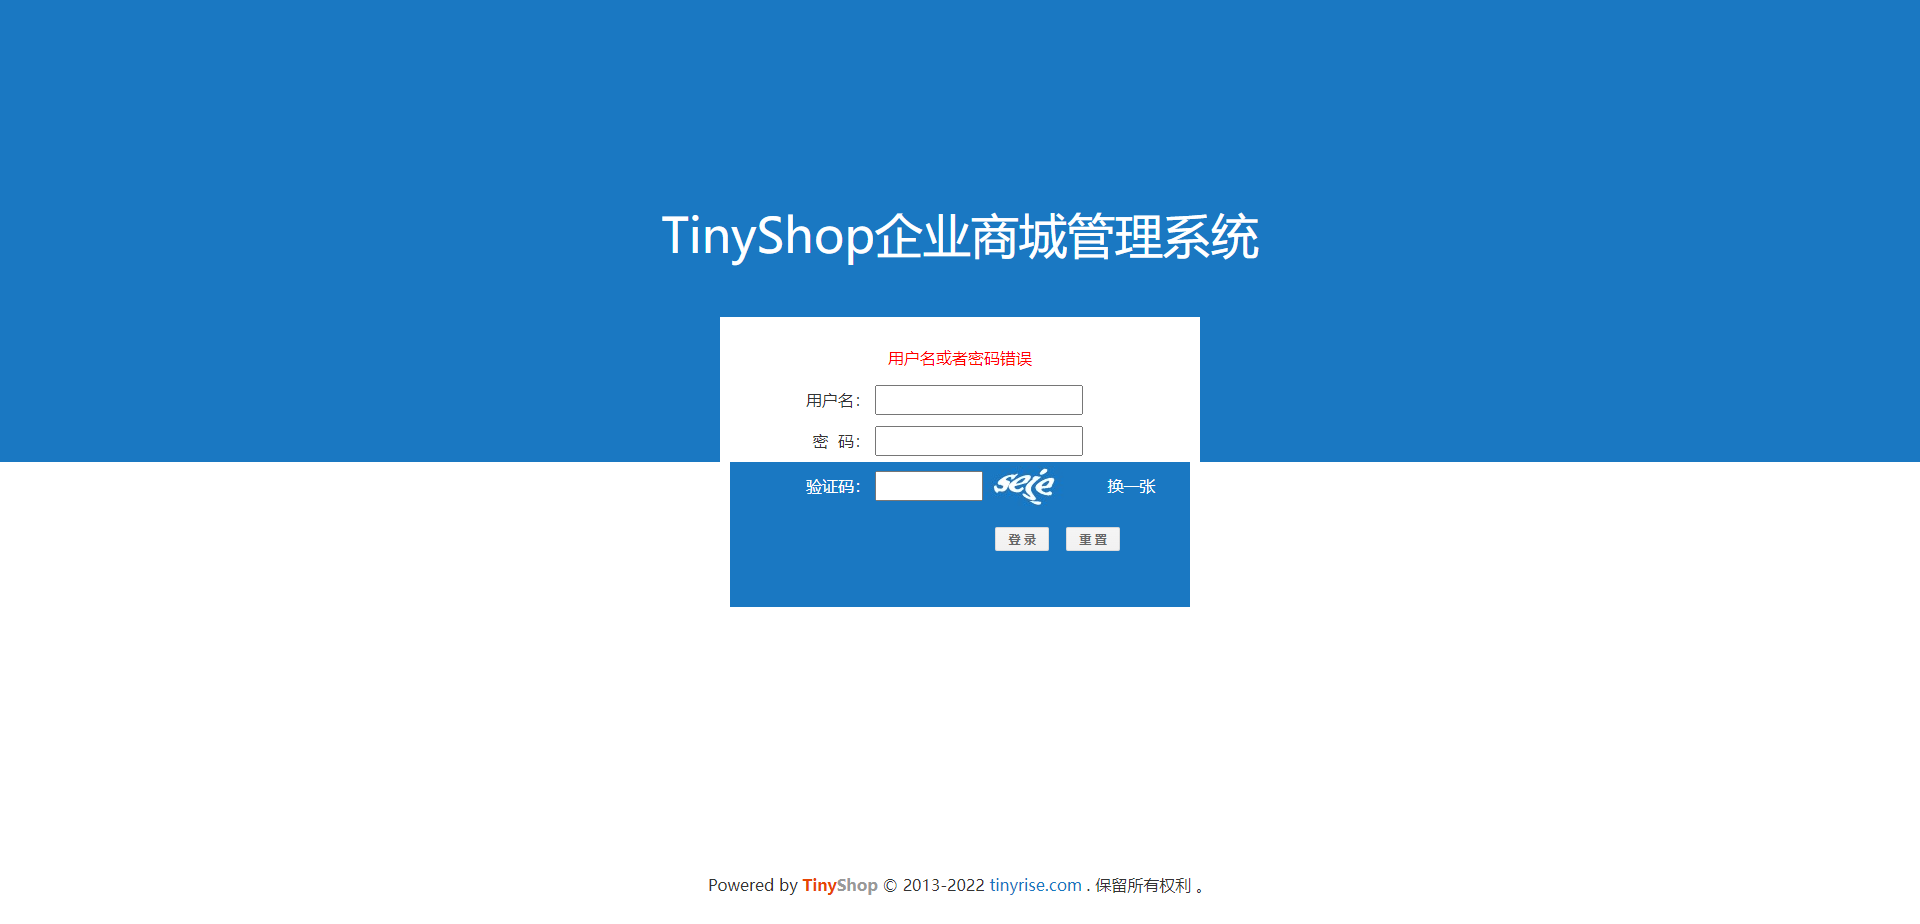 TinyShop企业商城管理系统
用户名或者密码错误
用户名：
密 码：
验证码： 换一张
登 录 重 置
Powered by TinyShop © 2013-2022 tinyrise.com . 保留所有权利 。